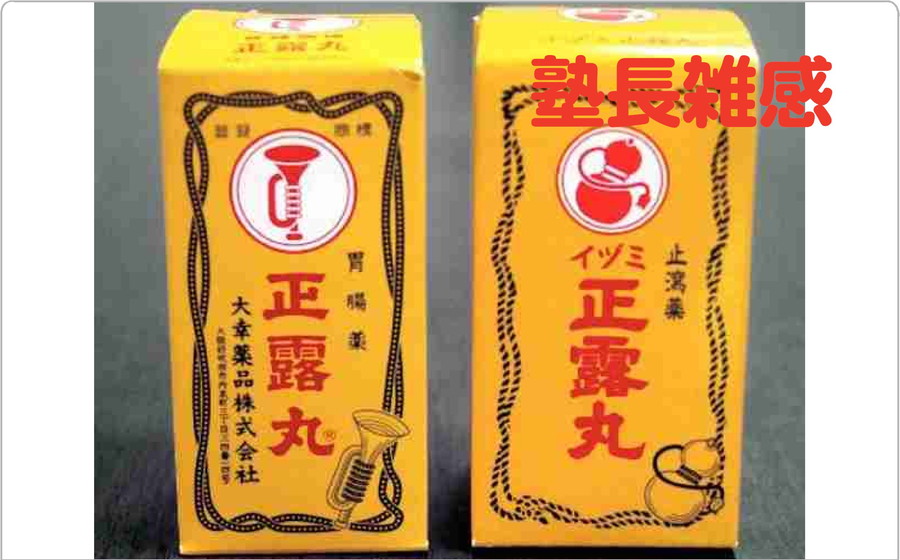 塾長雑感
正露丸
登録 商標
胃腸薬
正露丸®
大幸薬品株式会社
イヅミ
正露丸
止瀉薬